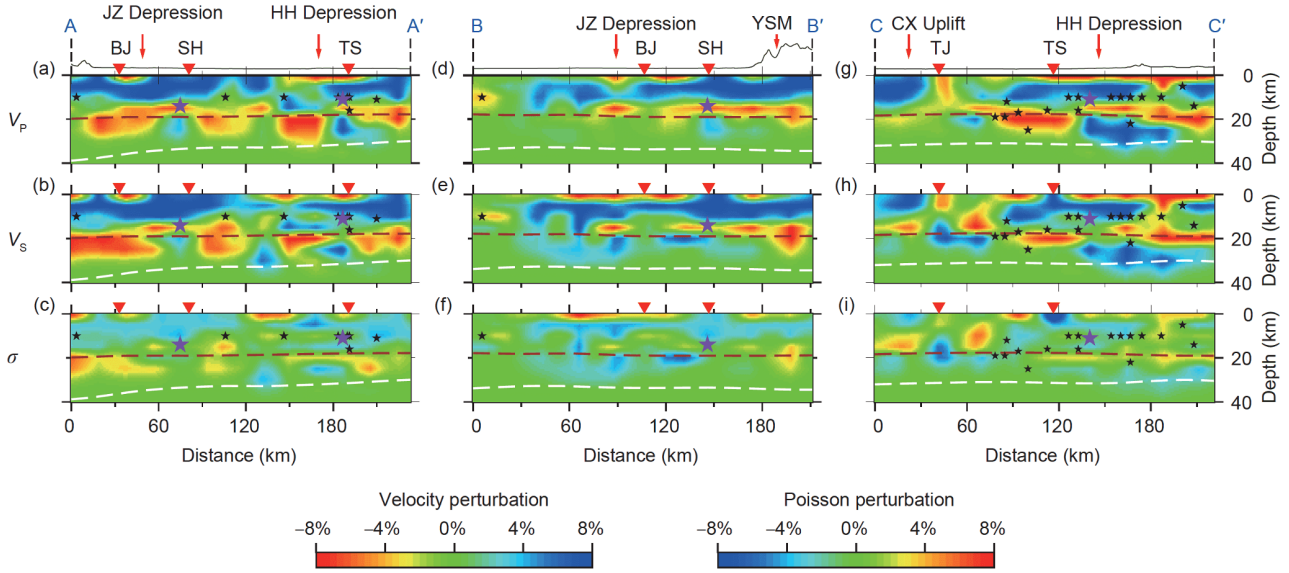 JZ Depression HH Depression
A A′
BJ SH TS
JZ Depression YSM
B B′
BJ SH
CX Uplift HH Depression
C C′
TJ TS
(a) (d) (g)
VP
0
20
40
Depth (km)
(b) (e) (h)
VS
0
20
40
Depth (km)
(c) (f) (i)
σ
0
20
40
Depth (km)
0 60 120 180 0 60 120 180 0 60 120 180
Distance (km) Distance (km) Distance (km)
Velocity perturbation Poisson perturbation
–8% –4% 0% 4% 8% –8% –4% 0% 4% 8%